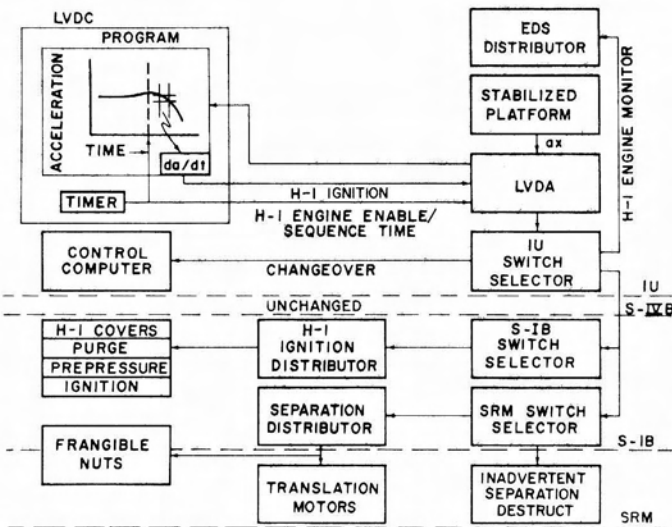 LVDC
PROGRAM
ACCELERATION
TIME
da/dt
TIMER
H-I IGNITION
H-I ENGINE ENABLE/
SEQUENCE TIME
EDS
DISTRIBUTOR
STABILIZED
PLATFORM
ax
LVDA
H-I ENGINE MONITOR
CONTROL
COMPUTER
CHANGEOVER
IU
SWITCH
SELECTOR
IU
UNCHANGED
S-IVB
H-I COVERS
PURGE
PREPRESSURE
IGNITION
H-I
IGNITION
DISTRIBUTOR
S-IB
SWITCH
SELECTOR
SEPARATION
DISTRIBUTOR
SRM SWITCH
SELECTOR
S-IB
FRANGIBLE
NUTS
TRANSLATION
MOTORS
INADVERTENT
SEPARATION
DESTRUCT
SRM